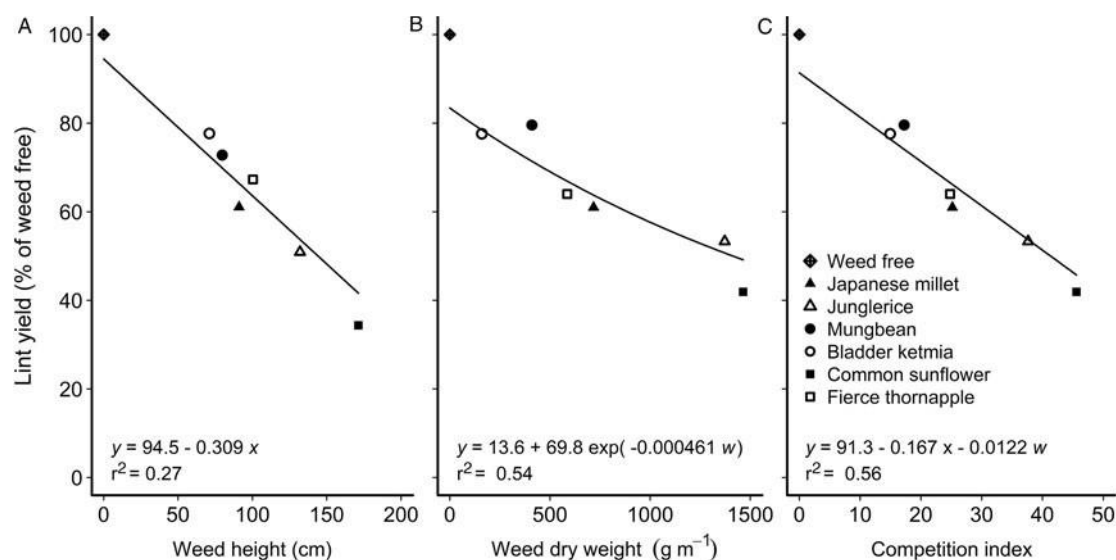 A
B
C
Lint yield (% of weed free)
100
80
60
40
20
0
y = 94.5 - 0.309 x
r² = 0.27
0 50 100 150 200
Weed height (cm)
y = 13.6 + 69.8 exp( -0.000461 w)
r² = 0.54
0 500 1000 1500
Weed dry weight (g m⁻¹)
Weed free
Japanese millet
Junglerice
Mungbean
Bladder ketmia
Common sunflower
Fierce thornapple
y = 91.3 - 0.167 x - 0.0122 w
r² = 0.56
0 10 20 30 40 50
Competition index